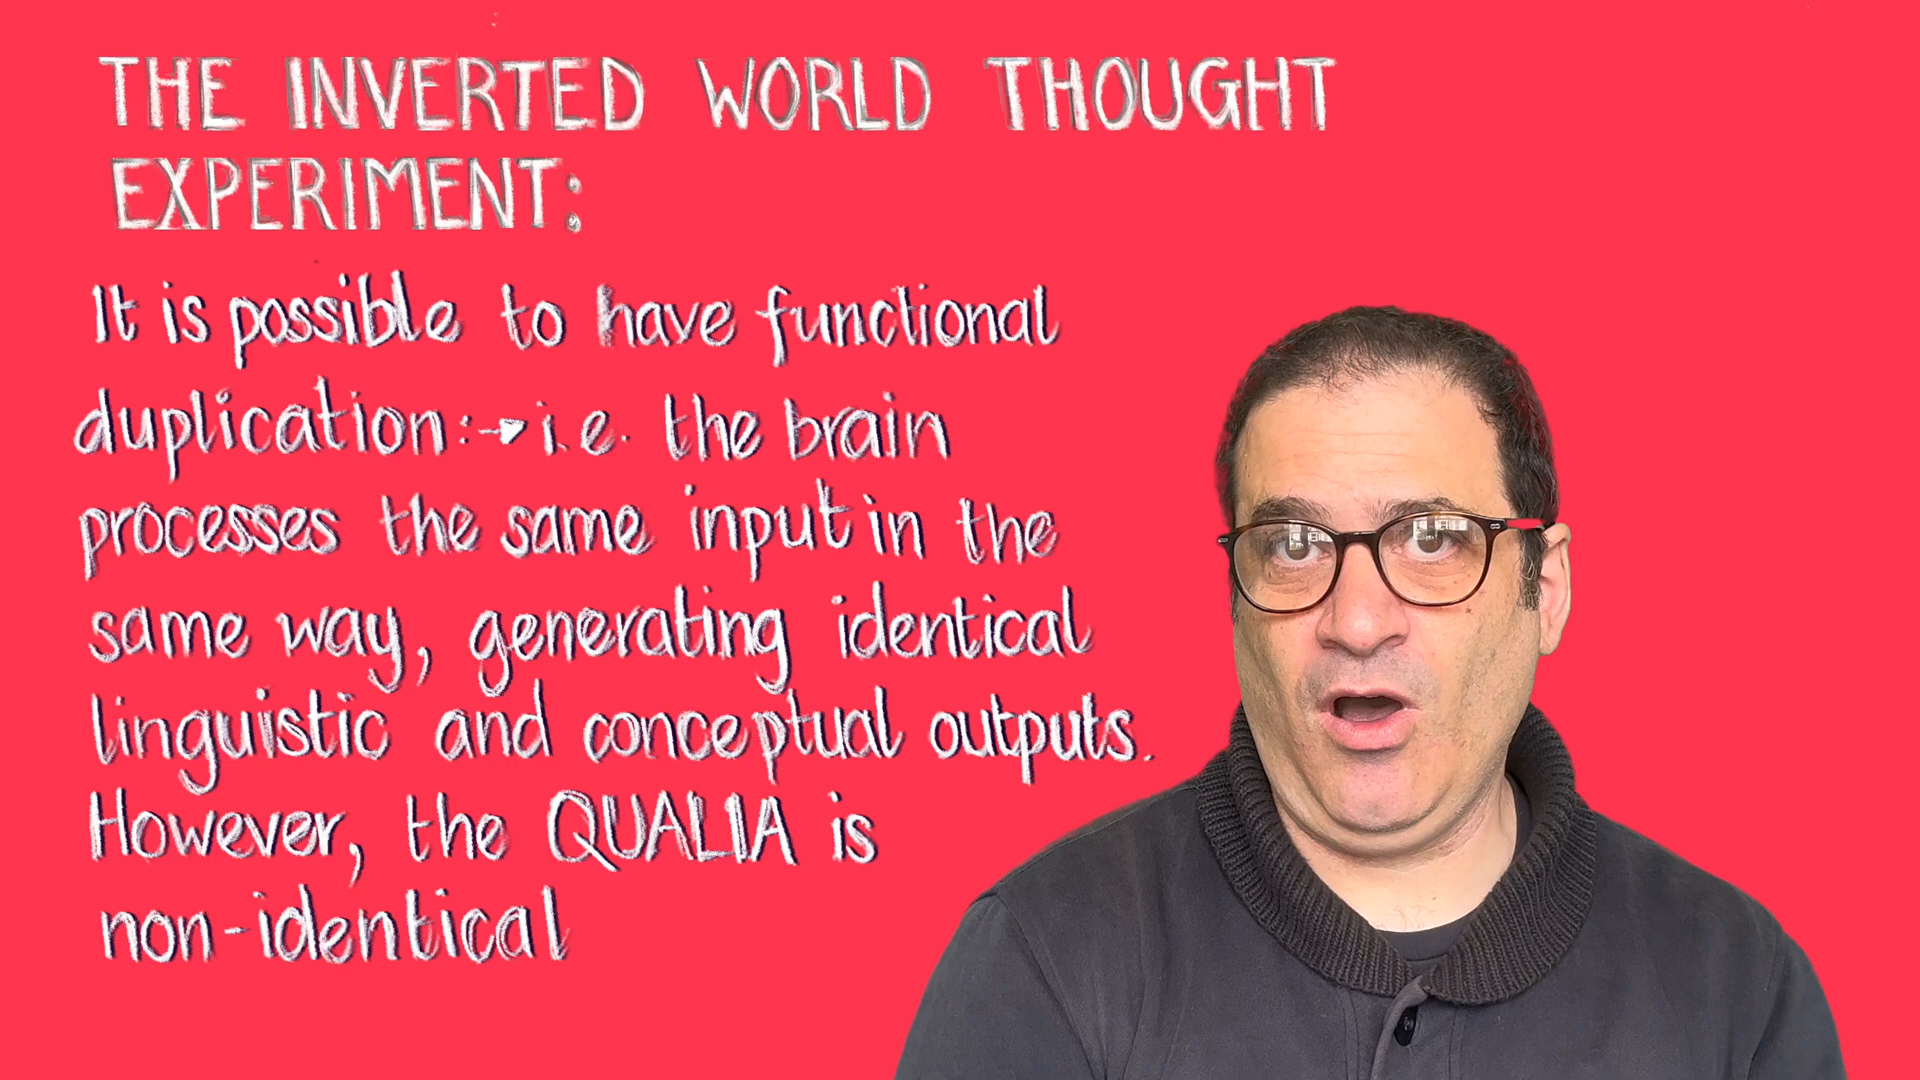 THE INVERTED WORLD THOUGHT
EXPERIMENT:
It is possible to have functional
duplication:→ i.e. the brain
processes the same input in the
same way, generating identical
linguistic and conceptual outputs.
However, the QUALIA is
non-identical